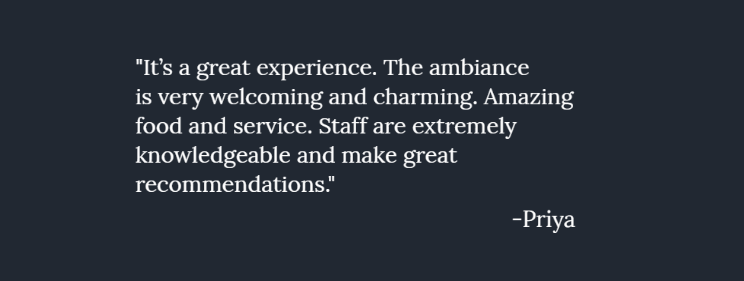 "It’s a great experience. The ambiance
is very welcoming and charming. Amazing
food and service. Staff are extremely
knowledgeable and make great
recommendations."
-Priya